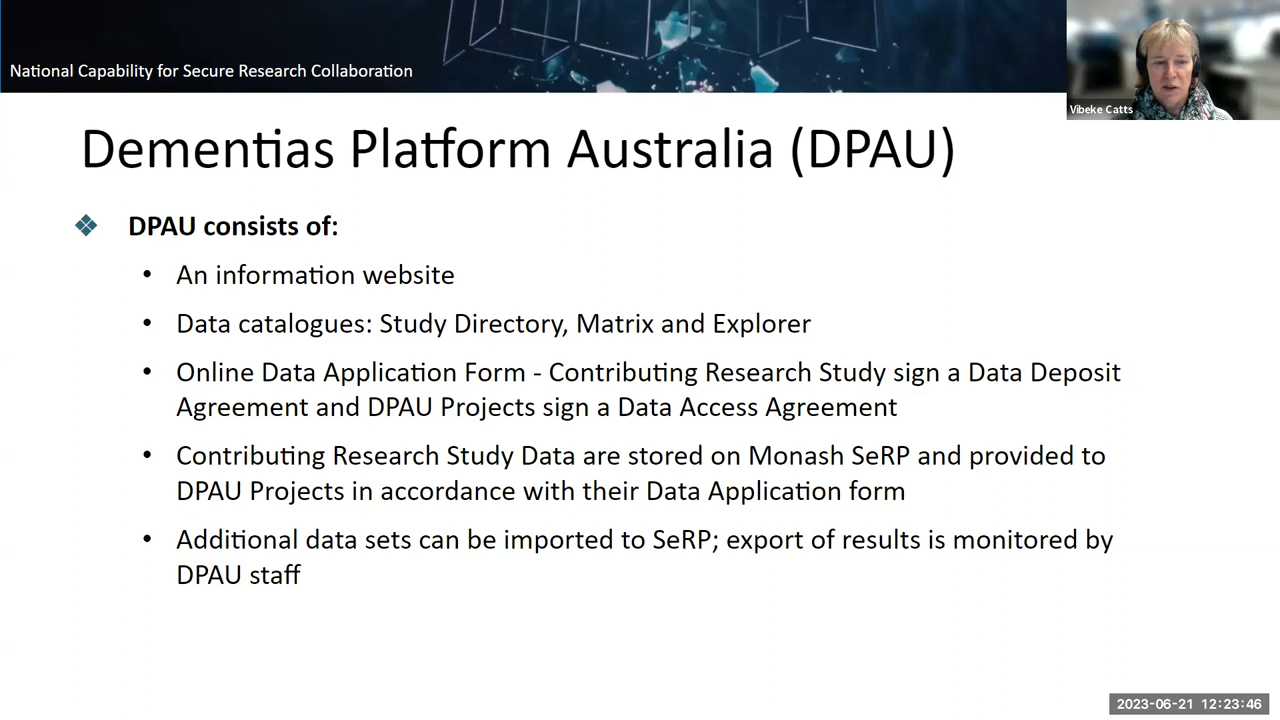 National Capability for Secure Research Collaboration
Vibeke Catts
Dementias Platform Australia (DPAU)
❖ DPAU consists of:
• An information website
• Data catalogues: Study Directory, Matrix and Explorer
• Online Data Application Form - Contributing Research Study sign a Data Deposit
Agreement and DPAU Projects sign a Data Access Agreement
• Contributing Research Study Data are stored on Monash SeRP and provided to
DPAU Projects in accordance with their Data Application form
• Additional data sets can be imported to SeRP; export of results is monitored by
DPAU staff
2023-06-21 12:23:46